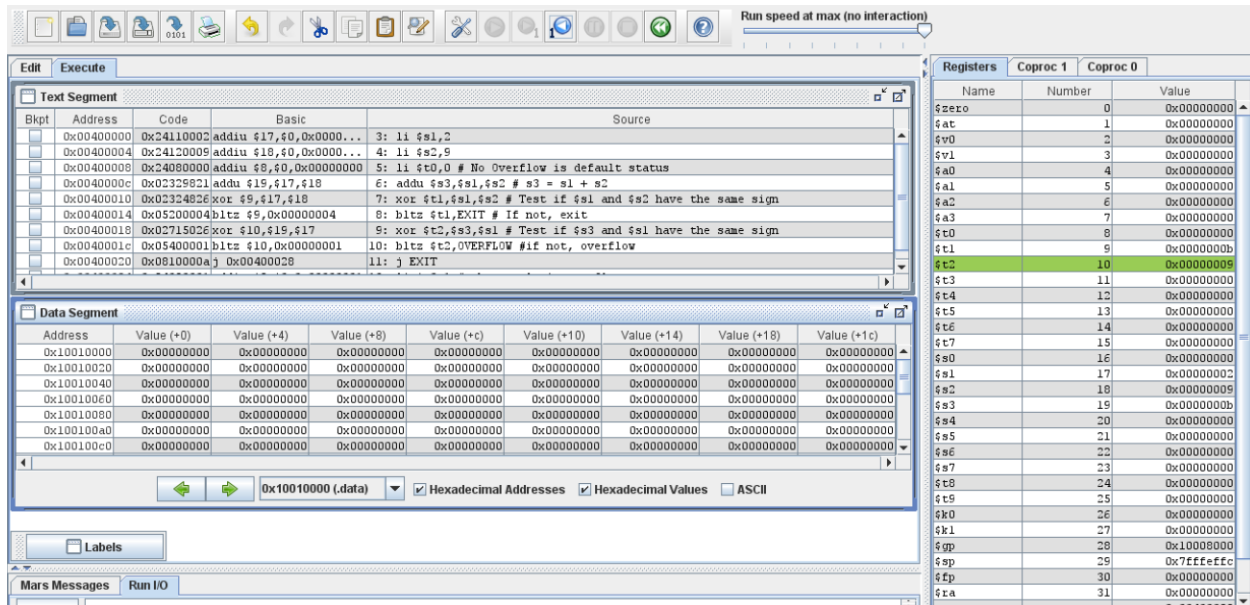 Run speed at max (no interaction)
Edit Execute
Text Segment
Bkpt Address Code Basic Source
0x00400000 0x24110002 addiu $17,$0,0x0000... 3: li $s1,2
0x00400004 0x24120009 addiu $18,$0,0x0000... 4: li $s2,9
0x00400008 0x24080000 addiu $8,$0,0x00000000 5: li $t0,0 # No Overflow is default status
0x0040000c 0x02329821 addu $19,$17,$18 6: addu $s3,$s1,$s2 # s3 = s1 + s2
0x00400010 0x02324826 xor $9,$17,$18 7: xor $t1,$s1,$s2 # Test if $s1 and $s2 have the same sign
0x00400014 0x05200004 bltz $9,0x00000004 8: bltz $t1,EXIT # If not, exit
0x00400018 0x02715026 xor $10,$19,$17 9: xor $t2,$s3,$s1 # Test if $s3 and $s1 have the same sign
0x0040001c 0x05400001 bltz $10,0x00000001 10: bltz $t2,OVERFLOW #if not, overflow
0x00400020 0x0810000a j 0x00400028 11: j EXIT
Data Segment
Address Value (+0) Value (+4) Value (+8) Value (+c) Value (+10) Value (+14) Value (+18) Value (+1c)
0x10010000 0x00000000 0x00000000 0x00000000 0x00000000 0x00000000 0x00000000 0x00000000 0x00000000
0x10010020 0x00000000 0x00000000 0x00000000 0x00000000 0x00000000 0x00000000 0x00000000 0x00000000
0x10010040 0x00000000 0x00000000 0x00000000 0x00000000 0x00000000 0x00000000 0x00000000 0x00000000
0x10010060 0x00000000 0x00000000 0x00000000 0x00000000 0x00000000 0x00000000 0x00000000 0x00000000
0x10010080 0x00000000 0x00000000 0x00000000 0x00000000 0x00000000 0x00000000 0x00000000 0x00000000
0x100100a0 0x00000000 0x00000000 0x00000000 0x00000000 0x00000000 0x00000000 0x00000000 0x00000000
0x100100c0 0x00000000 0x00000000 0x00000000 0x00000000 0x00000000 0x00000000 0x00000000 0x00000000
0x10010000 (.data) Hexadecimal Addresses Hexadecimal Values ASCII
Labels
Mars Messages Run I/O
Registers Coproc 1 Coproc 0
Name Number Value
$zero 0 0x00000000
$at 1 0x00000000
$v0 2 0x00000000
$v1 3 0x00000000
$a0 4 0x00000000
$a1 5 0x00000000
$a2 6 0x00000000
$a3 7 0x00000000
$t0 8 0x00000000
$t1 9 0x0000000b
$t2 10 0x00000009
$t3 11 0x00000000
$t4 12 0x00000000
$t5 13 0x00000000
$t6 14 0x00000000
$t7 15 0x00000000
$s0 16 0x00000000
$s1 17 0x00000002
$s2 18 0x00000009
$s3 19 0x0000000b
$s4 20 0x00000000
$s5 21 0x00000000
$s6 22 0x00000000
$s7 23 0x00000000
$t8 24 0x00000000
$t9 25 0x00000000
$k0 26 0x00000000
$k1 27 0x00000000
$gp 28 0x10008000
$sp 29 0x7fffeffc
$fp 30 0x00000000
$ra 31 0x00000000